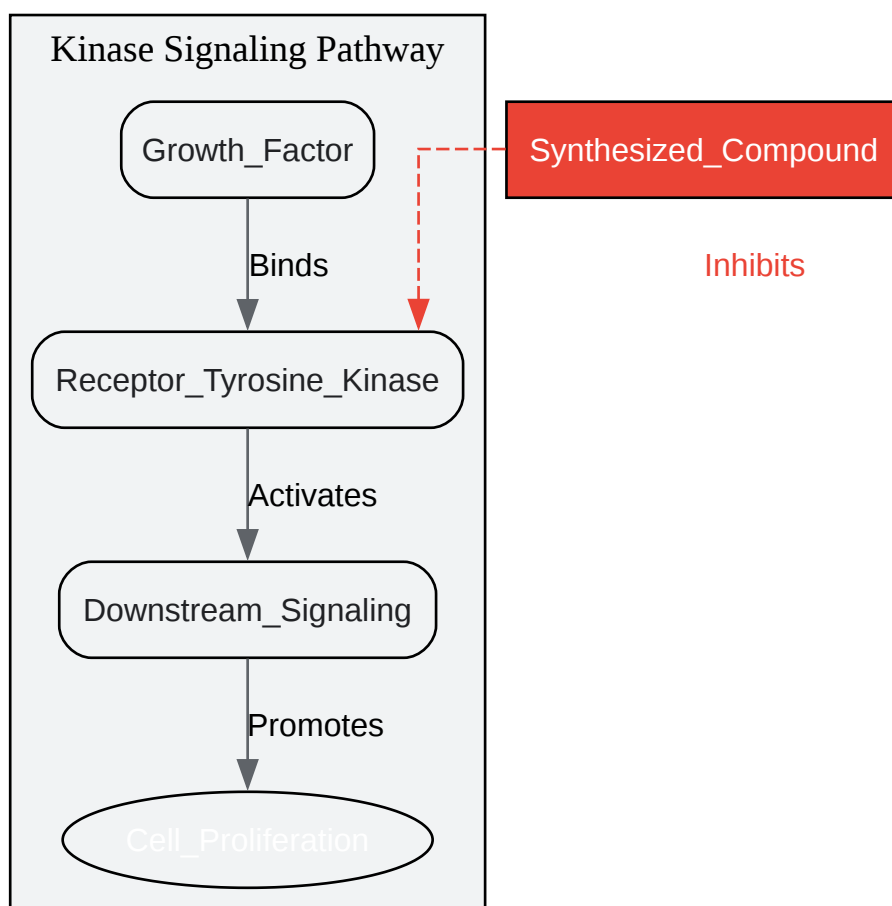 Kinase Signaling Pathway
Growth_Factor
Synthesized_Compound
Binds
Inhibits
Receptor_Tyrosine_Kinase
Activates
Downstream_Signaling
Promotes
Cell_Proliferation